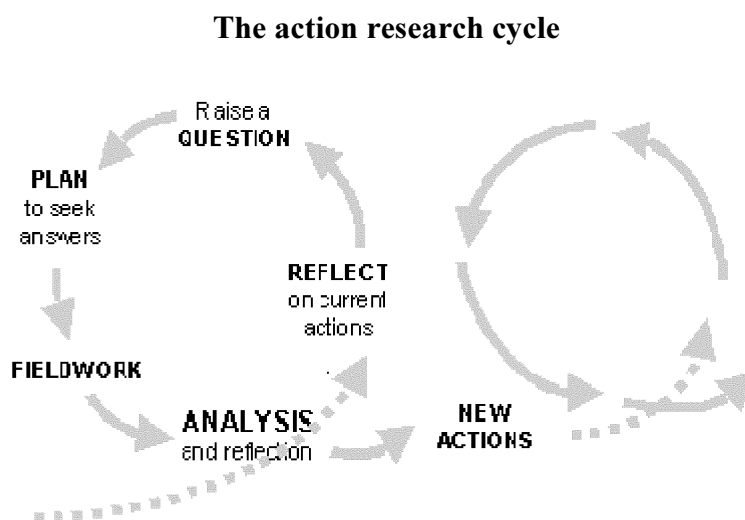 The action research cycle
Raise a
QUESTION
PLAN
to seek
answers
REFLECT
on current
actions
FIELDWORK
ANALYSIS
and reflection
NEW
ACTIONS